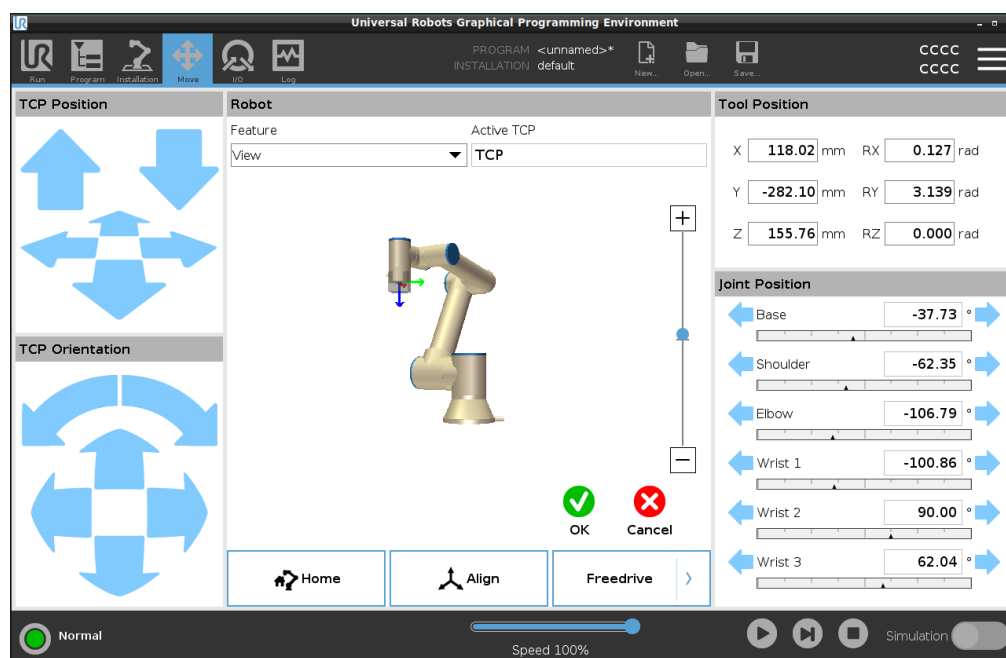 Universal Robots Graphical Programming Environment
UR
Run
Program
Installation
Move
I/O
Log
PROGRAM <unnamed>*
INSTALLATION default
New...
Open...
Save...
CCCC
CCCC
TCP Position
Robot
Feature
Active TCP
View
TCP
TCP Orientation
OK
Cancel
Home
Align
Freedrive
Tool Position
X 118.02 mm RX 0.127 rad
Y -282.10 mm RY 3.139 rad
Z 155.76 mm RZ 0.000 rad
Joint Position
Base -37.73 °
Shoulder -62.35 °
Elbow -106.79 °
Wrist 1 -100.86 °
Wrist 2 90.00 °
Wrist 3 62.04 °
Normal
Speed 100%
Simulation